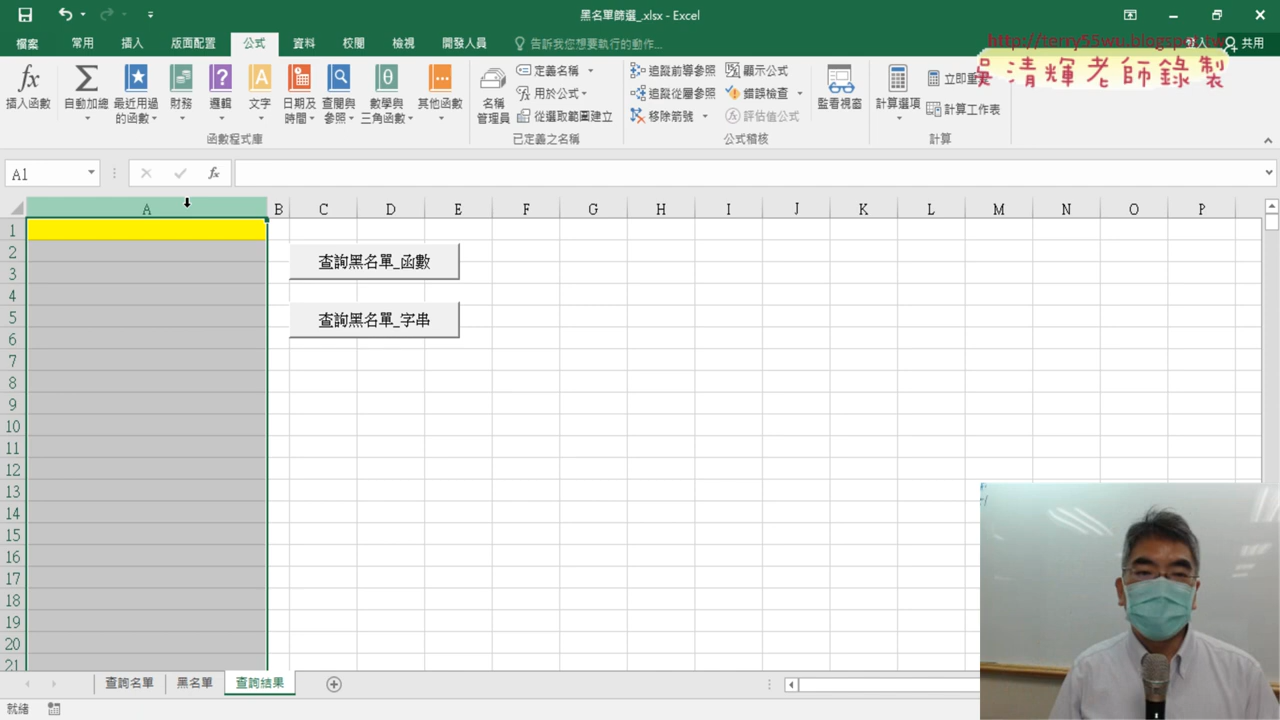 黑名單篩選_.xlsx - Excel
檔案 常用 插入 版面配置 公式 資料 校閱 檢視 開發人員 告訴我您想要執行的動作... 共用
http://terry55wu.blogspot.tw
吳清輝老師錄製
插入函數 自動加總 最近用過的函數 財務 邏輯 文字 日期及時間 查閱與參照 數學與三角函數 其他函數
函數程式庫
名稱管理員 定義名稱 用於公式 從選取範圍建立
已定義之名稱
追蹤前導參照 追蹤從屬參照 移除箭號 顯示公式 錯誤檢查 評估值公式 監看視窗
公式稽核
計算選項 立即重 計算工作表
計算
A1 fx
A B C D E F G H I J K L M N O P
1
2
查詢黑名單_函數
3
4
5
查詢黑名單_字串
6
7
8
9
10
11
12
13
14
15
16
17
18
19
20
21
查詢名單 黑名單 查詢結果
就緒